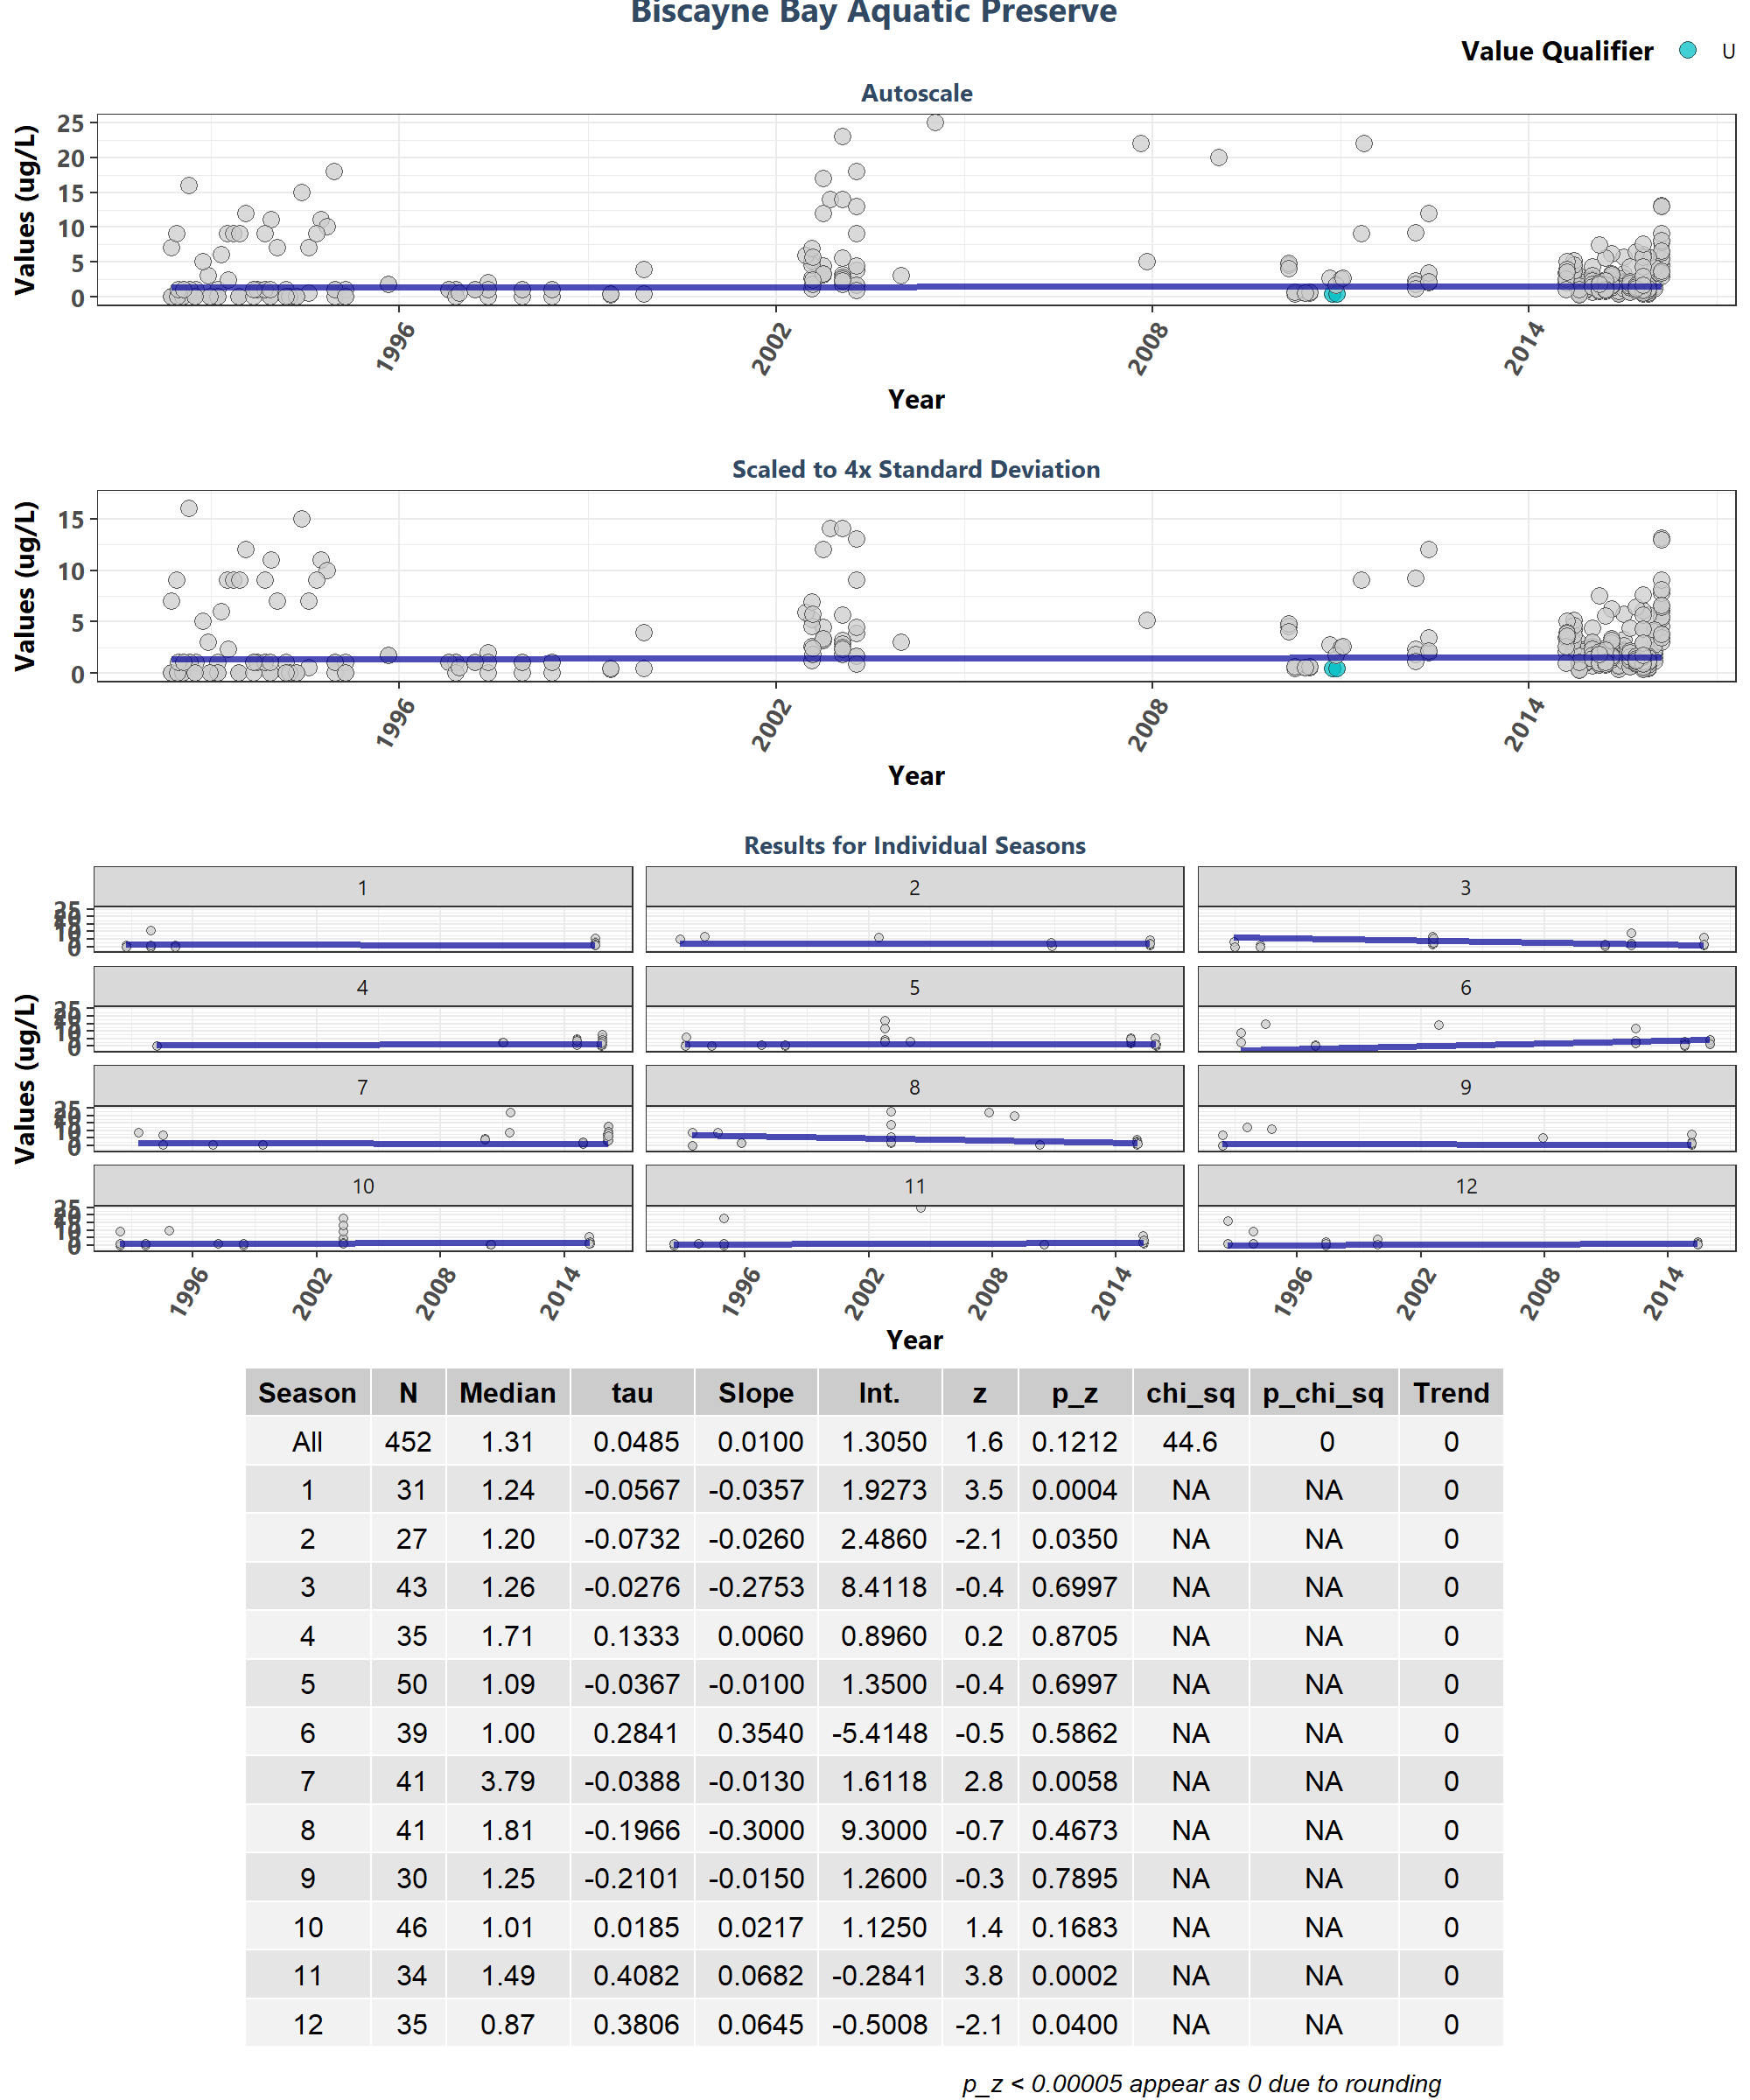 Biscayne Bay Aquatic Preserve
Value Qualifier U
Autoscale
Values (ug/L)
25
20
15
10
5
0
1996 2002 2008 2014
Year
Scaled to 4x Standard Deviation
Values (ug/L)
15
10
5
0
1996 2002 2008 2014
Year
Results for Individual Seasons
Values (ug/L)
1 2 3
4 5 6
7 8 9
10 11 12
1996 2002 2008 2014 1996 2002 2008 2014 1996 2002 2008 2014
Year
Season N Median tau Slope Int. z p_z chi_sq p_chi_sq Trend
All 452 1.31 0.0485 0.0100 1.3050 1.6 0.1212 44.6 0 0
1 31 1.24 -0.0567 -0.0357 1.9273 3.5 0.0004 NA NA 0
2 27 1.20 -0.0732 -0.0260 2.4860 -2.1 0.0350 NA NA 0
3 43 1.26 -0.0276 -0.2753 8.4118 -0.4 0.6997 NA NA 0
4 35 1.71 0.1333 0.0060 0.8960 0.2 0.8705 NA NA 0
5 50 1.09 -0.0367 -0.0100 1.3500 -0.4 0.6997 NA NA 0
6 39 1.00 0.2841 0.3540 -5.4148 -0.5 0.5862 NA NA 0
7 41 3.79 -0.0388 -0.0130 1.6118 2.8 0.0058 NA NA 0
8 41 1.81 -0.1966 -0.3000 9.3000 -0.7 0.4673 NA NA 0
9 30 1.25 -0.2101 -0.0150 1.2600 -0.3 0.7895 NA NA 0
10 46 1.01 0.0185 0.0217 1.1250 1.4 0.1683 NA NA 0
11 34 1.49 0.4082 0.0682 -0.2841 3.8 0.0002 NA NA 0
12 35 0.87 0.3806 0.0645 -0.5008 -2.1 0.0400 NA NA 0
p_z < 0.00005 appear as 0 due to rounding